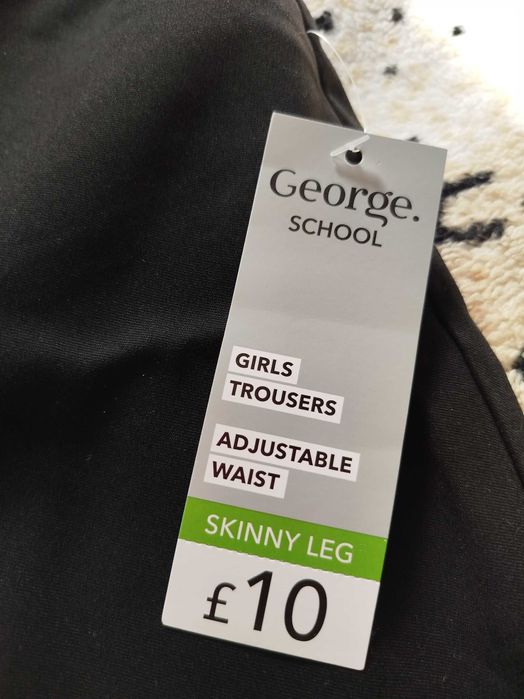 George.
SCHOOL
GIRLS
TROUSERS
ADJUSTABLE
WAIST
SKINNY LEG
£10